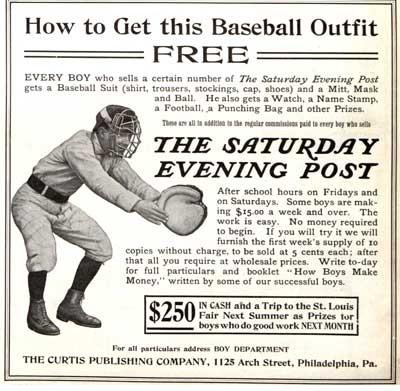 How to Get this Baseball Outfit
FREE
EVERY BOY who sells a certain number of The Saturday Evening Post
gets a Baseball Suit (shirt, trousers, stockings, cap, shoes) and a Mitt, Mask
and Ball. He also gets a Watch, a Name Stamp,
a Football, a Punching Bag and other Prizes.
These are all in addition to the regular commissions paid to every boy who sells
THE SATURDAY
EVENING POST
After school hours on Fridays and
on Saturdays. Some boys are mak-
ing $15.00 a week and over. The
work is easy. No money required
to begin. If you will try it we will
furnish the first week's supply of 10
copies without charge, to be sold at 5 cents each; after
that all you require at wholesale prices. Write to-day
for full particulars and booklet "How Boys Make
Money," written by some of our successful boys.
$250 IN CASH and a Trip to the St. Louis
Fair Next Summer as Prizes for
boys who do good work NEXT MONTH
For all particulars address BOY DEPARTMENT
THE CURTIS PUBLISHING COMPANY, 1125 Arch Street, Philadelphia, Pa.